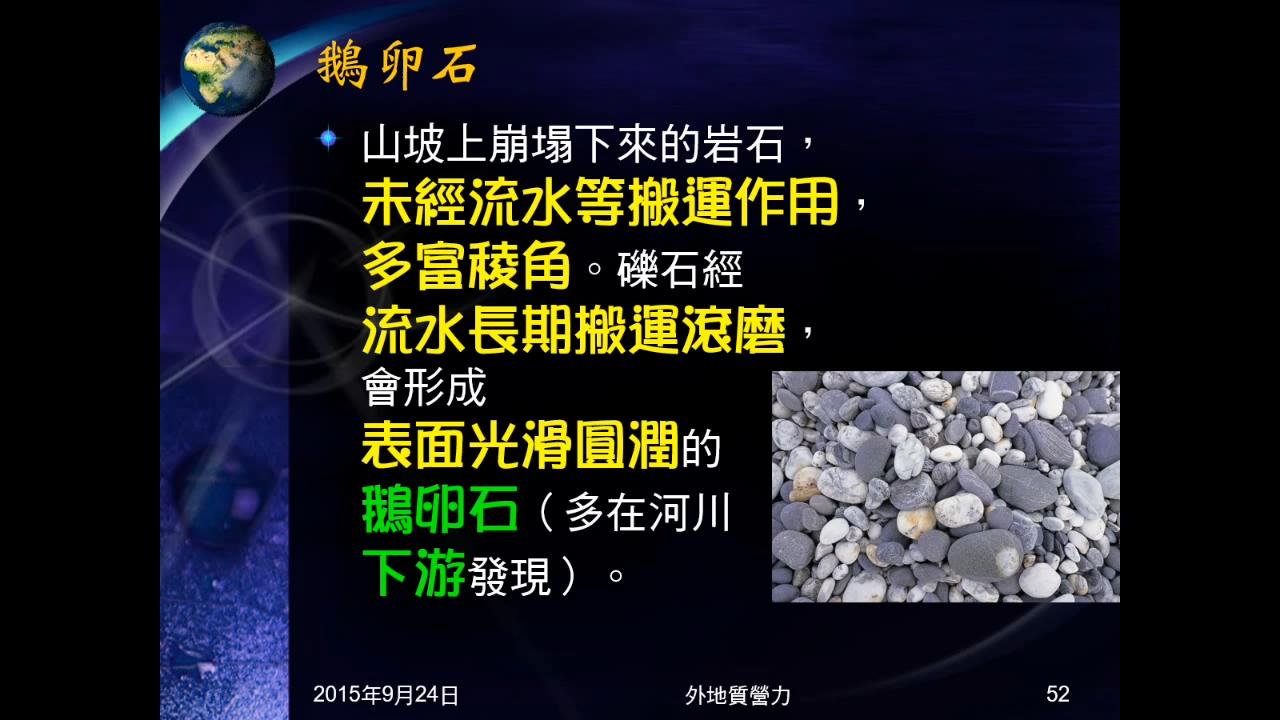 鵝卵石
山坡上崩塌下來的岩石，
未經流水等搬運作用，
多富稜角。礫石經
流水長期搬運滾磨，
會形成
表面光滑圓潤的
鵝卵石（多在河川
下游發現）。
2015年9月24日
外地質營力
52